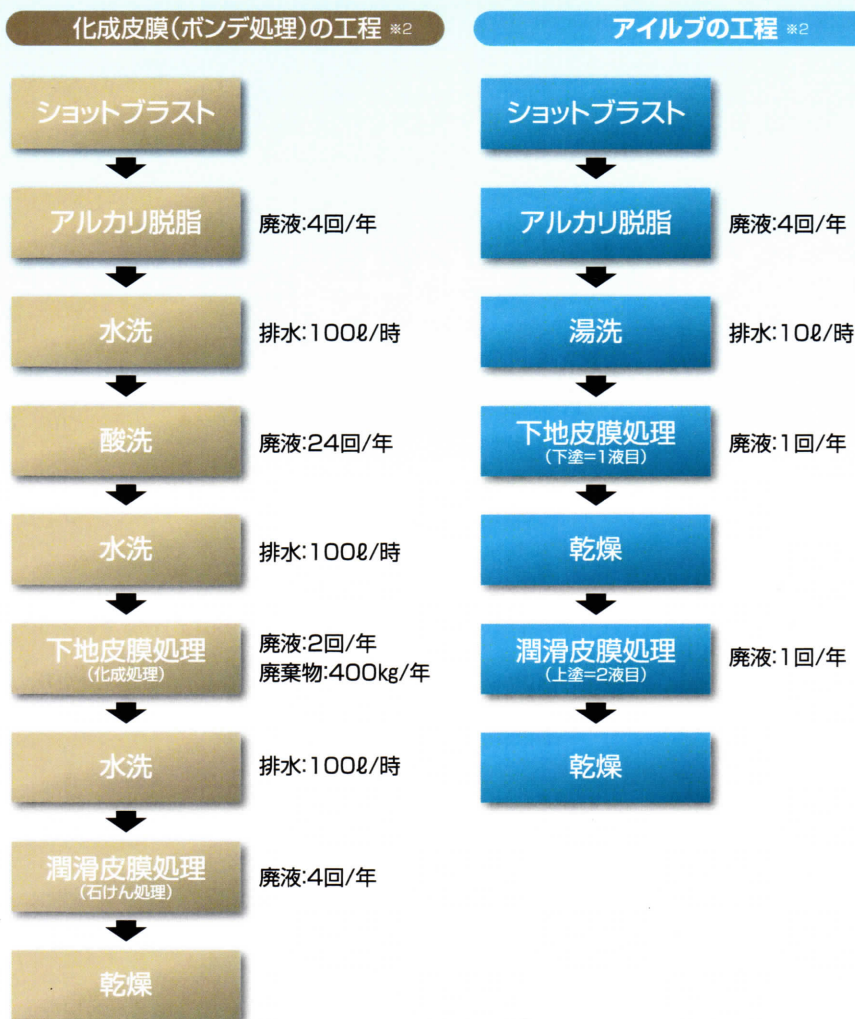 化成皮膜(ボンデ処理)の工程 ※2
ショットブラスト
アルカリ脱脂
廃液:4回/年
水洗
排水:100ℓ/時
酸洗
廃液:24回/年
水洗
排水:100ℓ/時
下地皮膜処理
(化成処理)
廃液:2回/年
廃棄物:400kg/年
水洗
排水:100ℓ/時
潤滑皮膜処理
(石けん処理)
廃液:4回/年
乾燥
アイルブの工程 ※2
ショットブラスト
アルカリ脱脂
廃液:4回/年
湯洗
排水:10ℓ/時
下地皮膜処理
(下塗=1液目)
廃液:1回/年
乾燥
潤滑皮膜処理
(上塗=2液目)
廃液:1回/年
乾燥